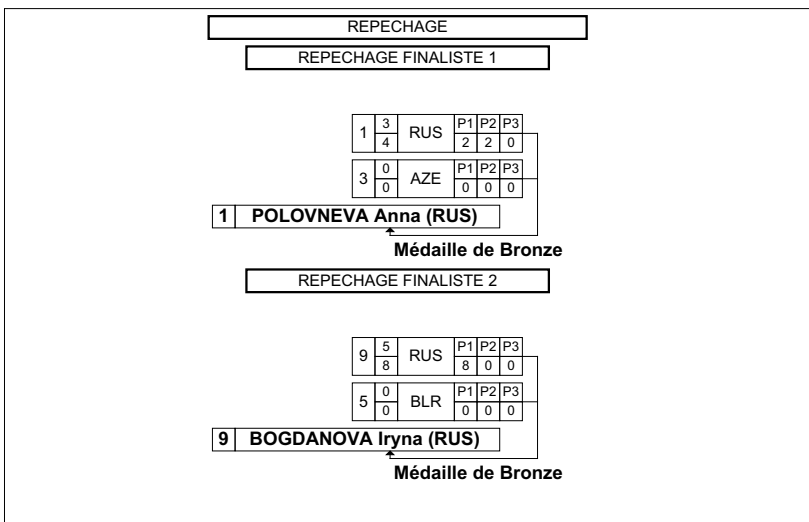 REPECHAGE
REPECHAGE FINALISTE 1
1 3 RUS P1 P2 P3
4 2 2 0
3 0 AZE P1 P2 P3
0 0 0 0
1 POLOVNEVA Anna (RUS)
Médaille de Bronze
REPECHAGE FINALISTE 2
9 5 RUS P1 P2 P3
8 8 0 0
5 0 BLR P1 P2 P3
0 0 0 0
9 BOGDANOVA Iryna (RUS)
Médaille de Bronze